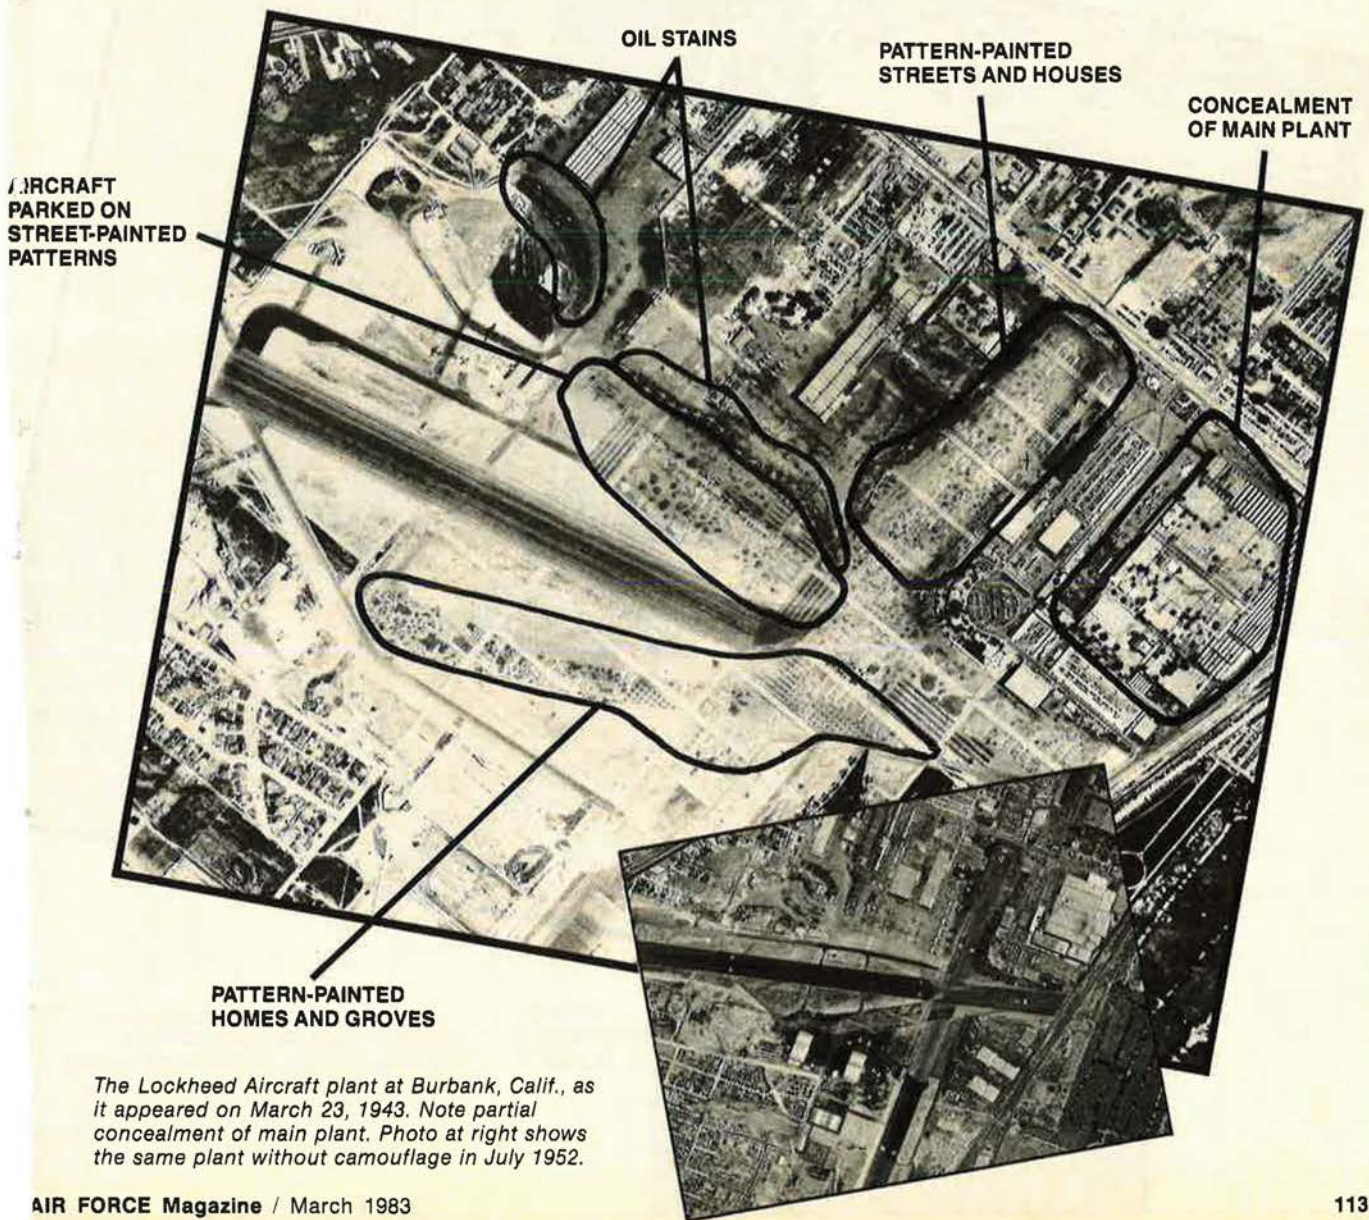 OIL STAINS
PATTERN-PAINTED
STREETS AND HOUSES
CONCEALMENT
OF MAIN PLANT
AIRCRAFT
PARKED ON
STREET-PAINTED
PATTERNS
PATTERN-PAINTED
HOMES AND GROVES
The Lockheed Aircraft plant at Burbank, Calif., as
it appeared on March 23, 1943. Note partial
concealment of main plant. Photo at right shows
the same plant without camouflage in July 1952.
AIR FORCE Magazine / March 1983
113